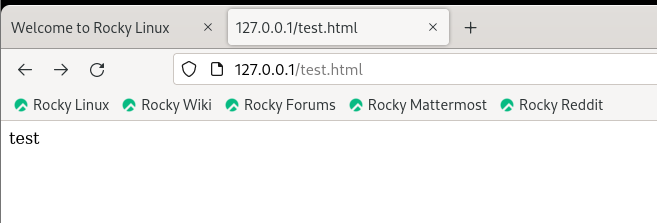 Welcome to Rocky Linux × 127.0.0.1/test.html × +
127.0.0.1/test.html
Rocky Linux Rocky Wiki Rocky Forums Rocky Mattermost Rocky Reddit
test